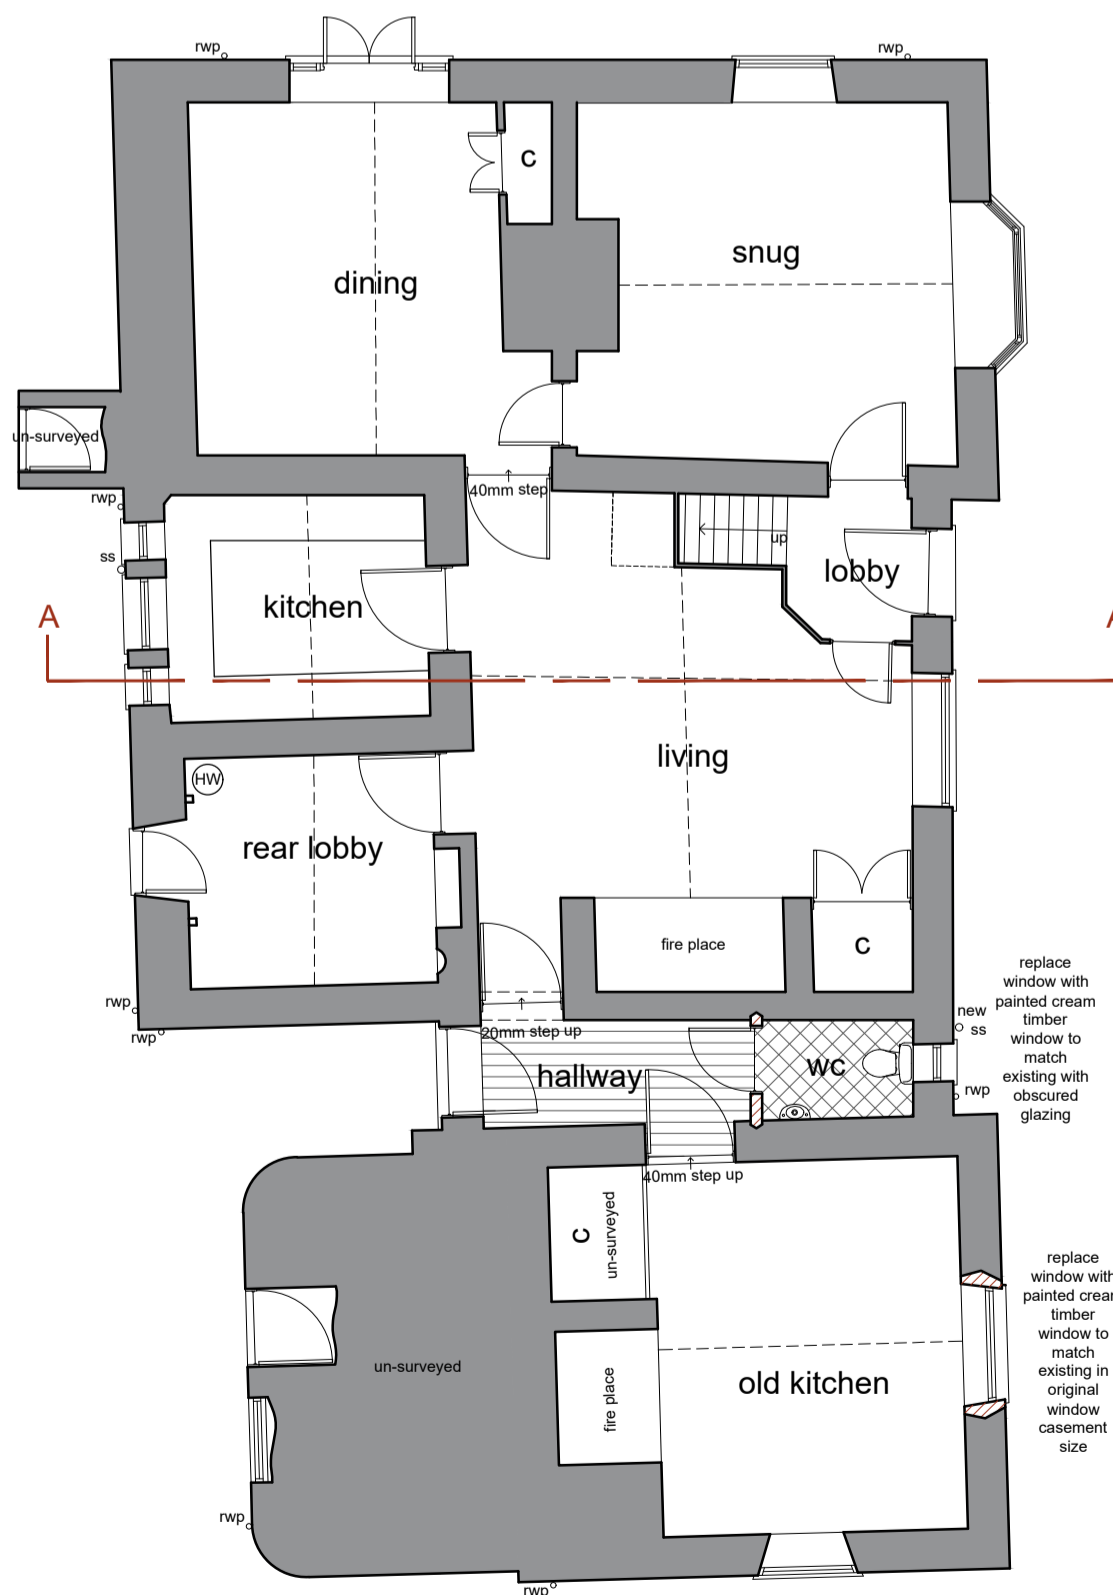 rwp
rwp
c
snug
dining
un-surveyed
40mm step
rwp
ss
up
lobby
kitchen
A
A
living
HW
rear lobby
fire place
c
replace
window with
painted cream
timber
window to
match
existing with
obscured
glazing
new
ss
rwp
rwp
20mm step up
hallway
wc
rwp
40mm step up
c
un-surveyed
replace
window with
painted cream
timber
window to
match
existing in
original
window
casement
size
un-surveyed
fire place
old kitchen
rwp
rwp